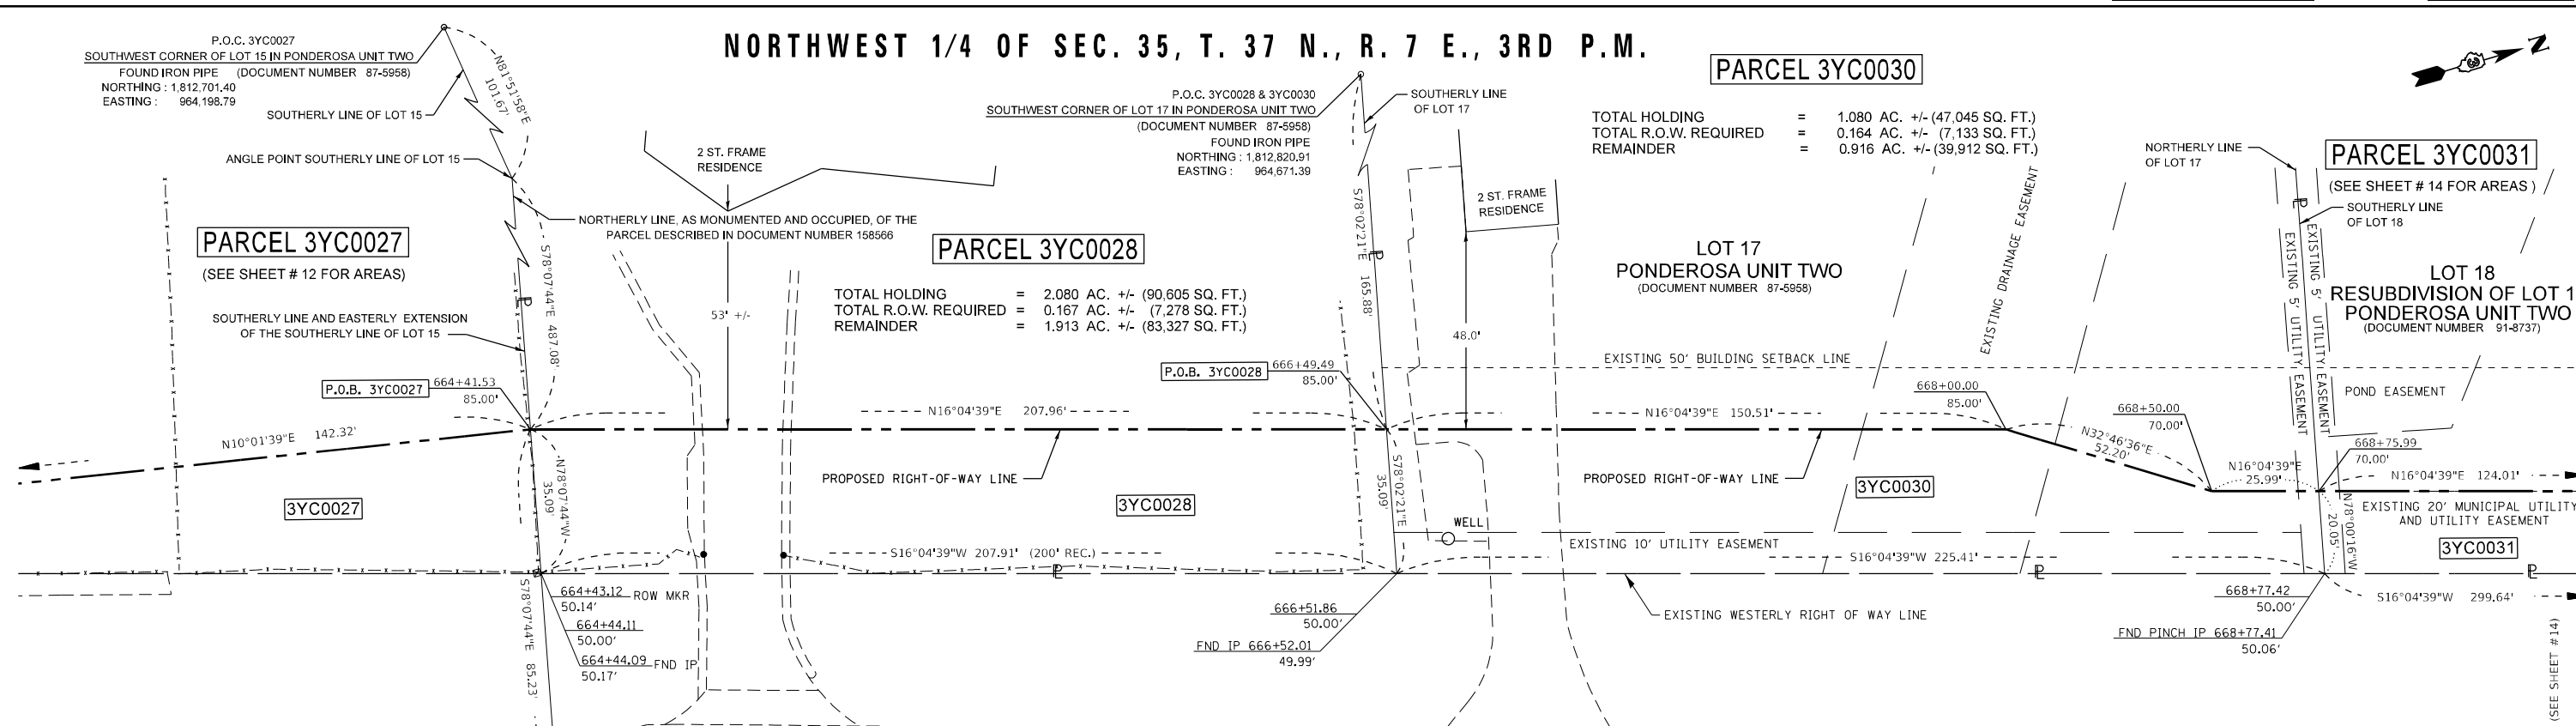 NORTHWEST 1/4 OF SEC. 35, T. 37 N., R. 7 E., 3RD P.M.
P.O.C. 3YC0027
SOUTHWEST CORNER OF LOT 15 IN PONDEROSA UNIT TWO
FOUND IRON PIPE (DOCUMENT NUMBER 87-5958)
NORTHING : 1,812,701.40
EASTING : 964,198.79
SOUTHERLY LINE OF LOT 15
ANGLE POINT SOUTHERLY LINE OF LOT 15
N81°51'58"E
101.67'
PARCEL 3YC0027
(SEE SHEET # 12 FOR AREAS)
SOUTHERLY LINE AND EASTERLY EXTENSION
OF THE SOUTHERLY LINE OF LOT 15
P.O.B. 3YC0027
664+41.53
85.00'
N10°01'39"E 142.32'
3YC0027
S78°07'44"E 487.08'
N78°07'44"W
35.09'
S78°07'44"E 85.23'
664+43.12 ROW MKR
50.14'
664+44.11
50.00'
664+44.09 FND IP
50.17'
2 ST. FRAME
RESIDENCE
NORTHERLY LINE, AS MONUMENTED AND OCCUPIED, OF THE
PARCEL DESCRIBED IN DOCUMENT NUMBER 158566
53' +/-
PARCEL 3YC0028
TOTAL HOLDING = 2.080 AC. +/- (90,605 SQ. FT.)
TOTAL R.O.W. REQUIRED = 0.167 AC. +/- (7,278 SQ. FT.)
REMAINDER = 1.913 AC. +/- (83,327 SQ. FT.)
N16°04'39"E 207.96'
PROPOSED RIGHT-OF-WAY LINE
3YC0028
S16°04'39"W 207.91' (200' REC.)
P.O.C. 3YC0028 & 3YC0030
SOUTHWEST CORNER OF LOT 17 IN PONDEROSA UNIT TWO
(DOCUMENT NUMBER 87-5958)
FOUND IRON PIPE
NORTHING : 1,812,820.91
EASTING : 964,671.39
SOUTHERLY LINE
OF LOT 17
S78°02'21"E 165.88'
P.O.B. 3YC0028
666+49.49
85.00'
S78°02'21"E
35.09'
666+51.86
50.00'
FND IP 666+52.01
49.99'
2 ST. FRAME
RESIDENCE
48.0'
WELL
PARCEL 3YC0030
TOTAL HOLDING = 1.080 AC. +/- (47,045 SQ. FT.)
TOTAL R.O.W. REQUIRED = 0.164 AC. +/- (7,133 SQ. FT.)
REMAINDER = 0.916 AC. +/- (39,912 SQ. FT.)
LOT 17
PONDEROSA UNIT TWO
(DOCUMENT NUMBER 87-5958)
EXISTING DRAINAGE EASEMENT
EXISTING 50' BUILDING SETBACK LINE
N16°04'39"E 150.51'
PROPOSED RIGHT-OF-WAY LINE
3YC0030
EXISTING 10' UTILITY EASEMENT
S16°04'39"W 225.41'
EXISTING WESTERLY RIGHT OF WAY LINE
668+00.00
85.00'
N32°46'36"E
52.20'
668+50.00
70.00'
N16°04'39"E
25.99'
N
NORTHERLY LINE
OF LOT 17
PARCEL 3YC0031
(SEE SHEET # 14 FOR AREAS )
SOUTHERLY LINE
OF LOT 18
EXISTING 5' UTILITY EASEMENT
EXISTING 5' UTILITY EASEMENT
LOT 18
RESUBDIVISION OF LOT 1
PONDEROSA UNIT TWO
(DOCUMENT NUMBER 91-8737)
POND EASEMENT
668+75.99
70.00'
N16°04'39"E 124.01'
EXISTING 20' MUNICIPAL UTILITY
AND UTILITY EASEMENT
3YC0031
N78°00'16"W
20.05'
668+77.42
50.00'
FND PINCH IP 668+77.41
50.06'
S16°04'39"W 299.64'
(SEE SHEET #14)